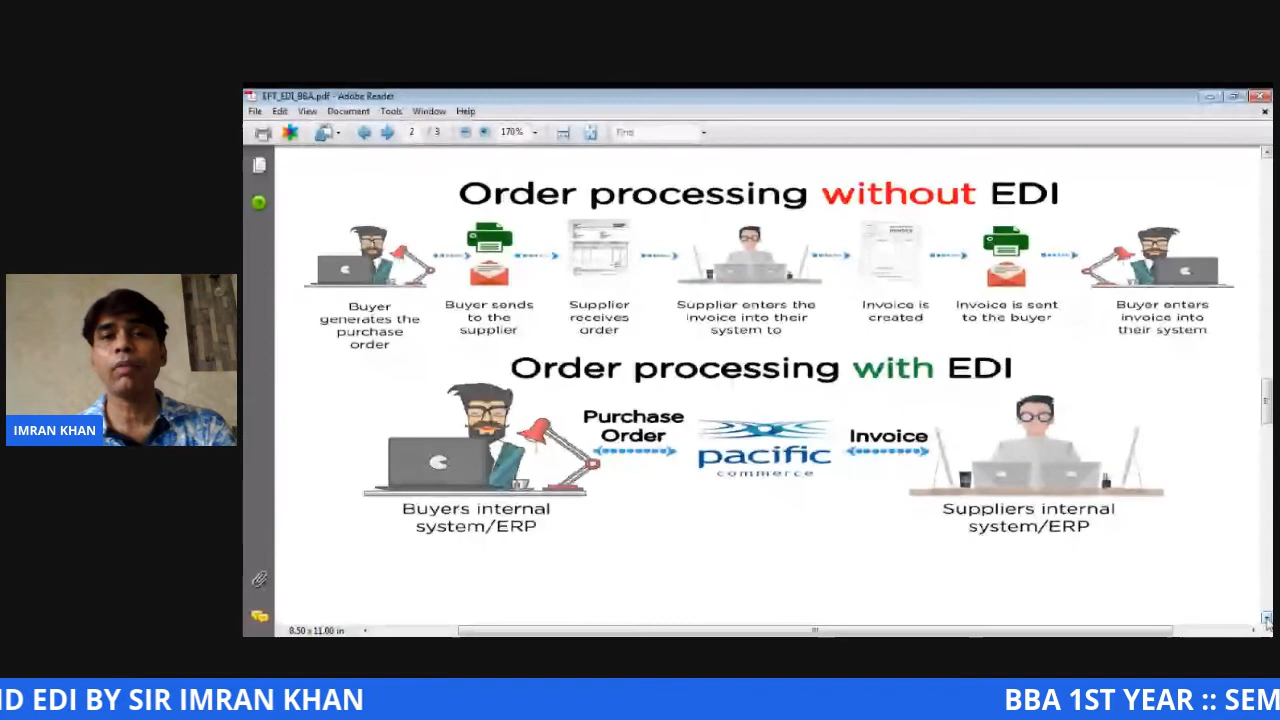 EFT_EDI_BBA.pdf - Adobe Reader
File Edit View Document Tools Window Help
2 / 3 170% Find
Order processing without EDI
Buyer generates the purchase order
Buyer sends to the supplier
Supplier receives order
Supplier enters the invoice into their system to
Invoice is created
Invoice is sent to the buyer
Buyer enters invoice into their system
INVOICE
Order processing with EDI
Purchase
Order
pacific
commerce
Invoice
Buyers internal
system/ERP
Suppliers internal
system/ERP
8.50 x 11.00 in
IMRAN KHAN
ND EDI BY SIR IMRAN KHAN
BBA 1ST YEAR :: SEM